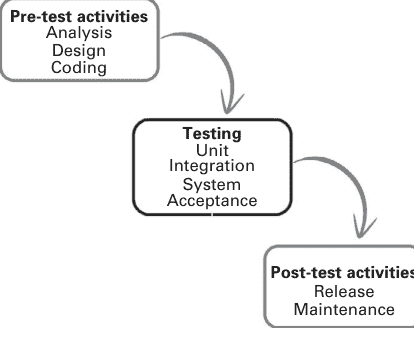 Pre-test activities
Analysis
Design
Coding
Testing
Unit
Integration
System
Acceptance
Post-test activities
Release
Maintenance